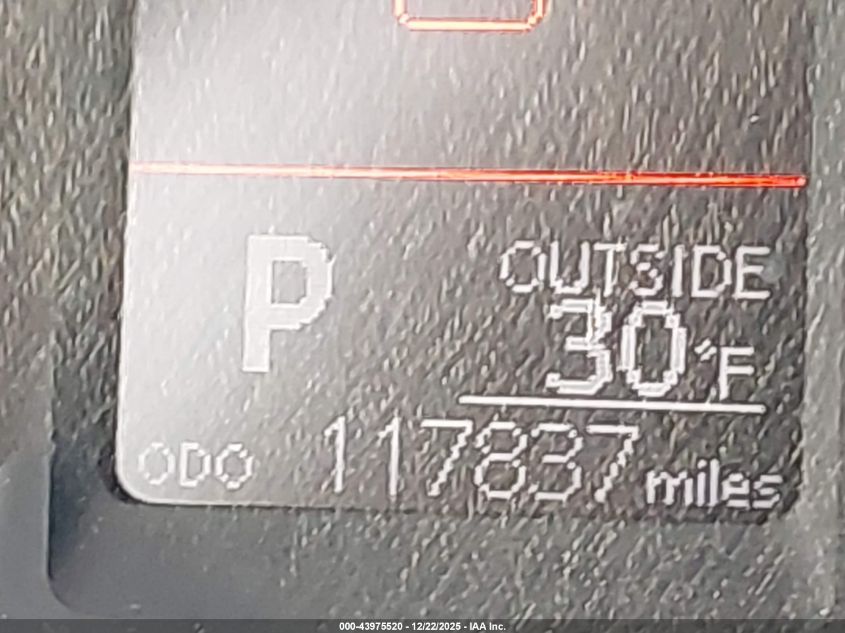 P
OUTSIDE
30°F
ODO 117837 miles
000-43975520 - 12/22/2025 - IAA Inc.